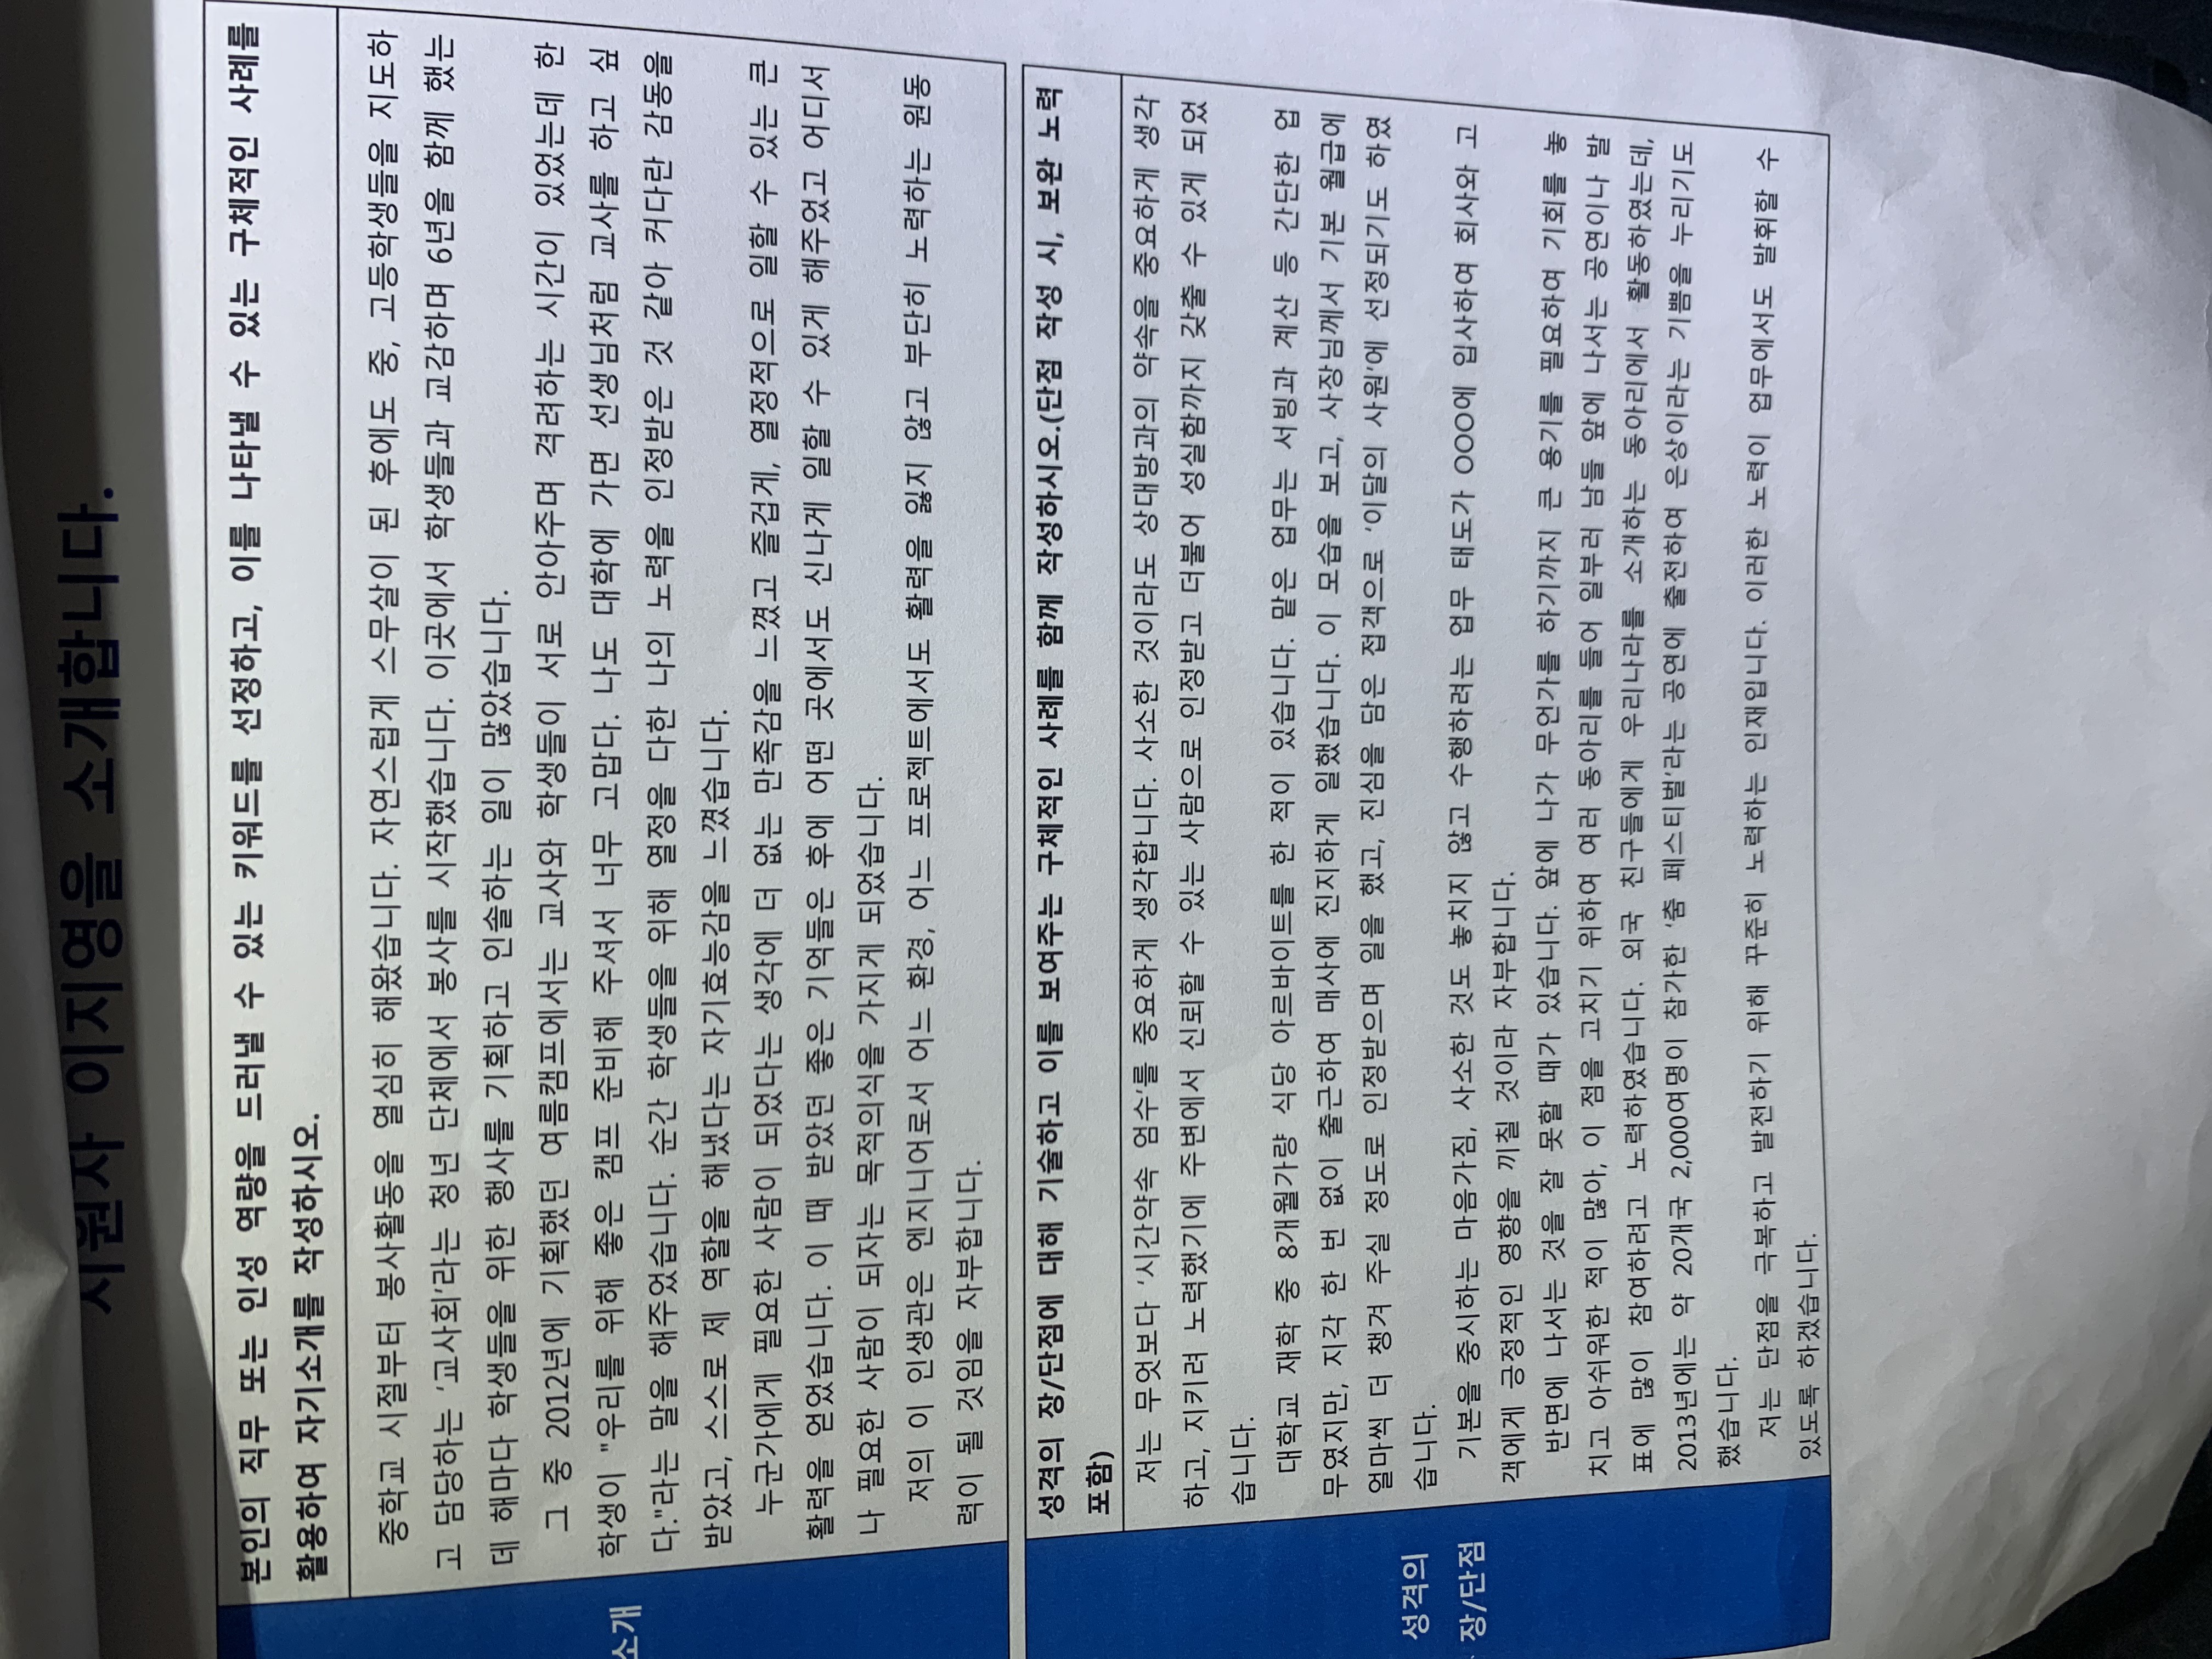 지원자 이지영을 소개합니다.
본인의 직무 또는 인성 역량을 드러낼 수 있는 키워드를 선정하고, 이를 나타낼 수 있는 구체적인 사례를
활용하여 자기소개를 작성하시오.
소개
중학교 시절부터 봉사활동을 열심히 해왔습니다. 자연스럽게 스무살이 된 후에도 중, 고등학생들을 지도하
고 담당하는 '교사회'라는 청년 단체에서 봉사를 시작했습니다. 이곳에서 학생들과 교감하며 6년을 함께 했는
데 해마다 학생들을 위한 행사를 기획하고 인솔하는 일이 많았습니다.
그 중 2012년에 기획했던 여름캠프에서는 교사와 학생들이 서로 안아주며 격려하는 시간이 있었는데 한
학생이 "우리를 위해 좋은 캠프 준비해 주셔서 너무 고맙다. 나도 대학에 가면 선생님처럼 교사를 하고 싶
다."라는 말을 해주었습니다. 순간 학생들을 위해 열정을 다한 나의 노력을 인정받은 것 같아 커다란 감동을
받았고, 스스로 제 역할을 해냈다는 자기효능감을 느꼈습니다.
누군가에게 필요한 사람이 되었다는 생각에 더 없는 만족감을 느꼈고 즐겁게, 열정적으로 일할 수 있는 큰
활력을 얻었습니다. 이 때 받았던 좋은 기억들은 후에 어떤 곳에서도 신나게 일할 수 있게 해주었고 어디서
나 필요한 사람이 되자는 목적의식을 가지게 되었습니다.
저의 이 인생관은 엔지니어로서 어느 환경, 어느 프로젝트에서도 활력을 잃지 않고 부단히 노력하는 원동
력이 될 것임을 자부합니다.
성격의 장/단점에 대해 기술하고 이를 보여주는 구체적인 사례를 함께 작성하시오.(단점 작성 시, 보완 노력
포함)
성격의
장/단점
저는 무엇보다 '시간약속 엄수'를 중요하게 생각합니다. 사소한 것이라도 상대방과의 약속을 중요하게 생각
하고, 지키려 노력했기에 주변에서 신뢰할 수 있는 사람으로 인정받고 더불어 성실함까지 갖출 수 있게 되었
습니다.
대학교 재학 중 8개월가량 식당 아르바이트를 한 적이 있습니다. 맡은 업무는 서빙과 계산 등 간단한 업
무였지만, 지각 한 번 없이 출근하여 매사에 진지하게 일했습니다. 이 모습을 보고, 사장님께서 기본 월급에
얼마씩 더 챙겨 주실 정도로 인정받으며 일을 했고, 진심을 담은 접객으로 '이달의 사원'에 선정되기도 하였
습니다.
기본을 중시하는 마음가짐, 사소한 것도 놓치지 않고 수행하려는 업무 태도가 OOO에 입사하여 회사와 고
객에게 긍정적인 영향을 끼칠 것이라 자부합니다.
반면에 나서는 것을 잘 못할 때가 있습니다. 앞에 나가 무언가를 하기까지 큰 용기를 필요하여 기회를 놓
치고 아쉬워한 적이 많아, 이 점을 고치기 위하여 여러 동아리를 들어 일부러 남들 앞에 나서는 공연이나 발
표에 많이 참여하려고 노력하였습니다. 외국 친구들에게 우리나라를 소개하는 동아리에서 활동하였는데,
2013년에는 약 20개국 2,000여명이 참가한 '춤 페스티벌'라는 공연에 출전하여 은상이라는 기쁨을 누리기도
했습니다.
저는 단점을 극복하고 발전하기 위해 꾸준히 노력하는 인재입니다. 이러한 노력이 업무에서도 발휘할 수
있도록 하겠습니다.